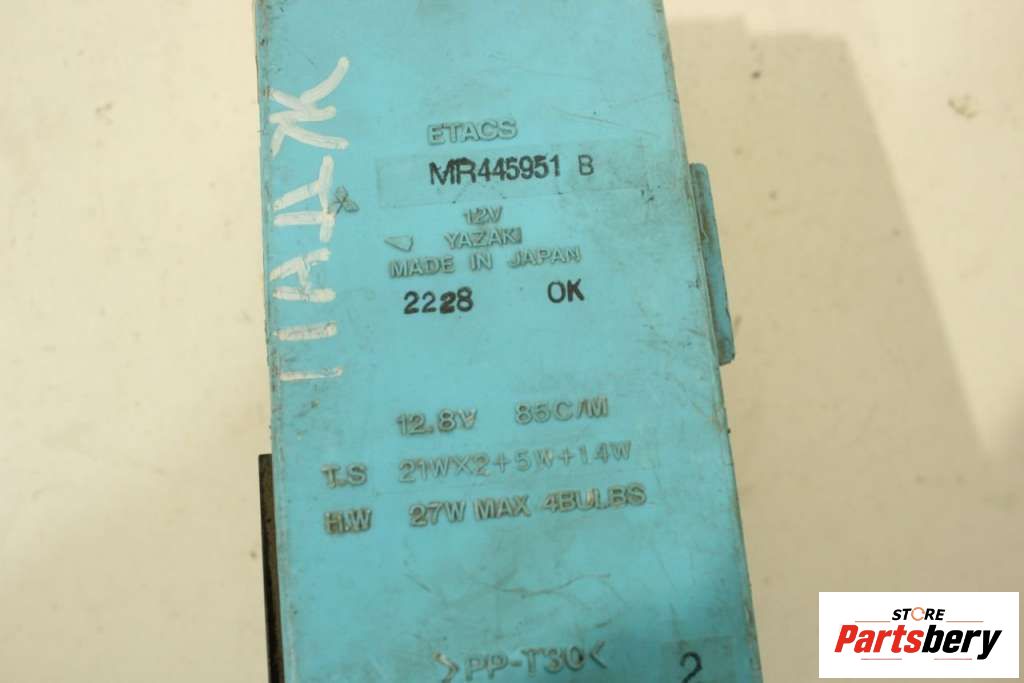 ETACS
MR445951 B
12V
YAZAKI
MADE IN JAPAN
2228 OK
12.8V 85C/M
T.S 21WX2+5W+1.4W
H.W 27W MAX 4BULBS
>PP-T30<
2
STORE
Partsbery